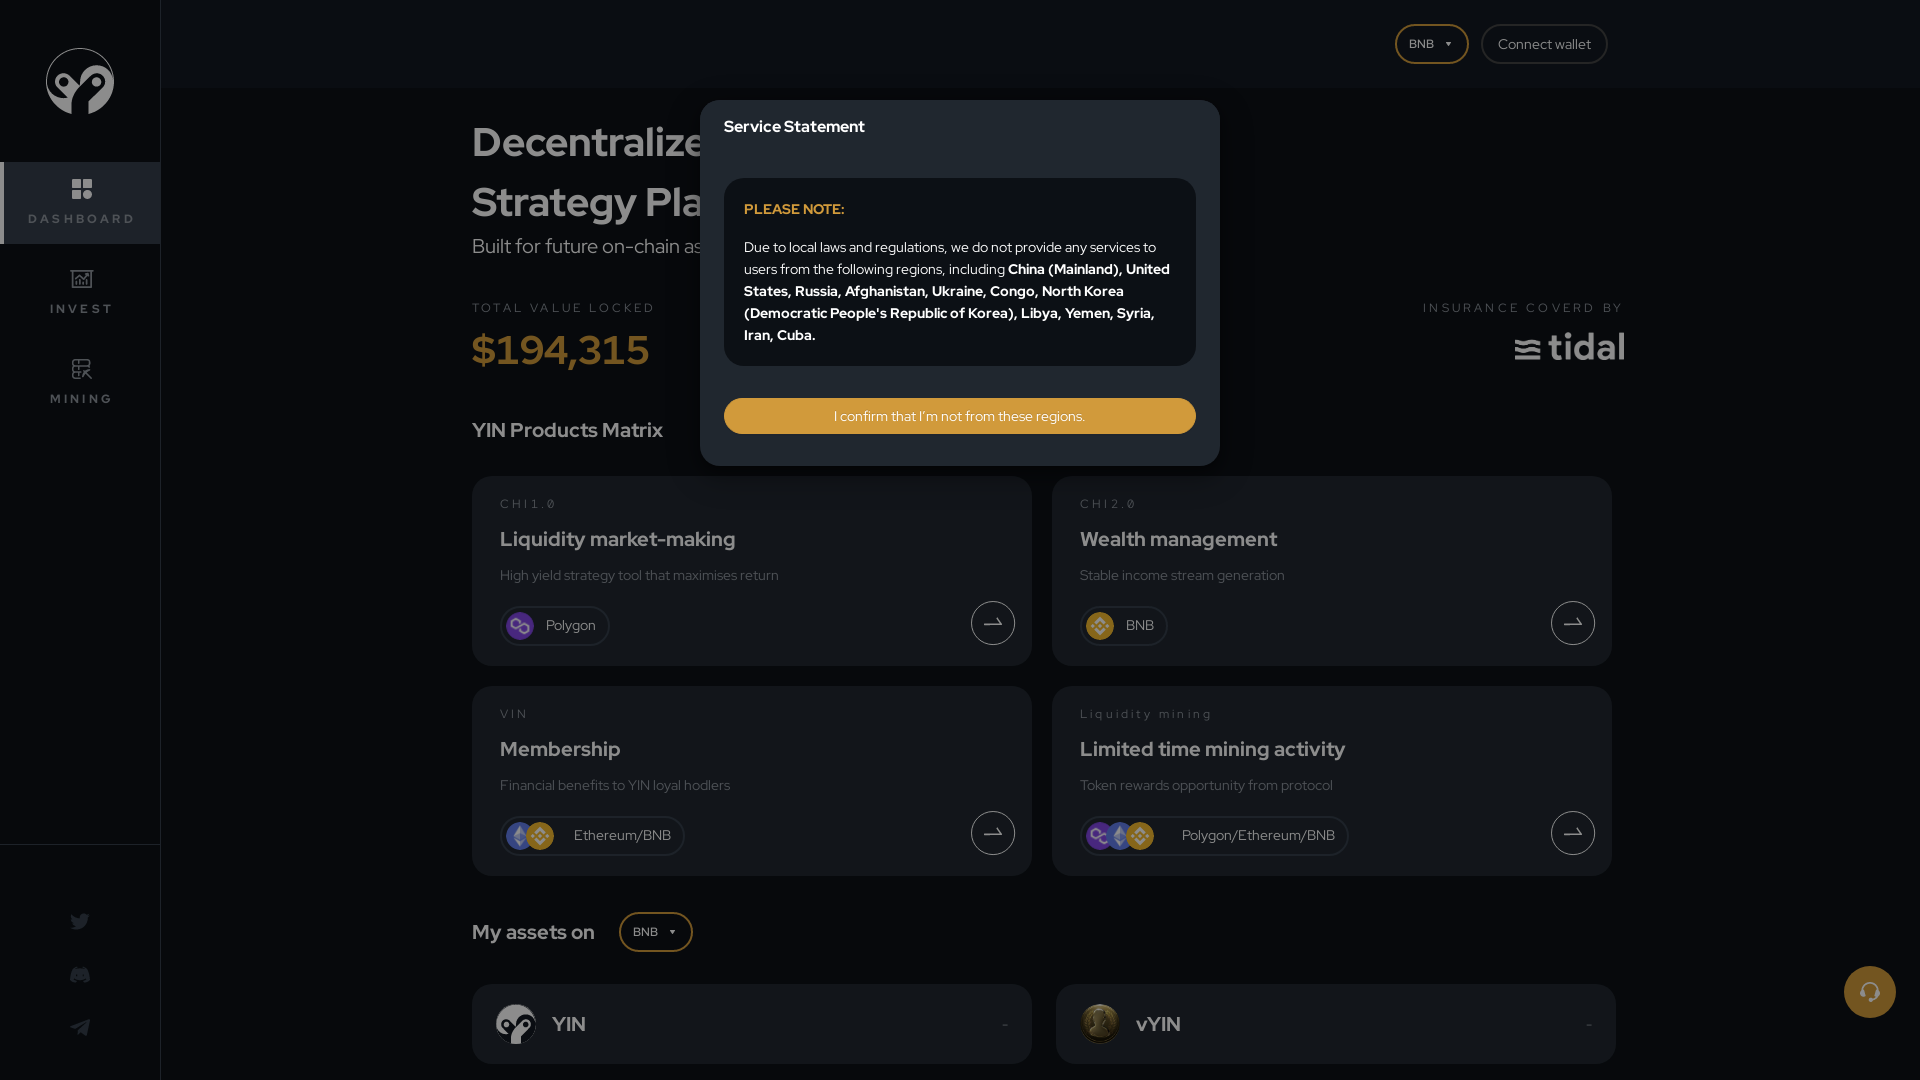 BNB
Connect wallet
Service Statement
Decentralize
PLEASE NOTE:
DASHBOARD
Strategy Pla
Built for future on-chain as
Due to local laws and regulations, we do not provide any services to
users from the following regions, including China (Mainland), United
States, Russia, Afghanistan, Ukraine, Congo, North Korea
(Democratic People's Republic of Korea), Libya, Yemen, Syria,
Iran, Cuba.
INVEST
TOTAL VALUE LOCKED
INSURANCE COVERD BY
$194,315
tidal
MINING
I confirm that I'm not from these regions.
YIN Products Matrix
CHI1.0
Liquidity market-making
High yield strategy tool that maximises return
Polygon
CHI2.0
Wealth management
Stable income stream generation
BNB
VIN
Membership
Financial benefits to YIN loyal hodlers
Ethereum/BNB
Liquidity mining
Limited time mining activity
Token rewards opportunity from protocol
Polygon/Ethereum/BNB
My assets on
BNB
YIN
-
vYIN
-